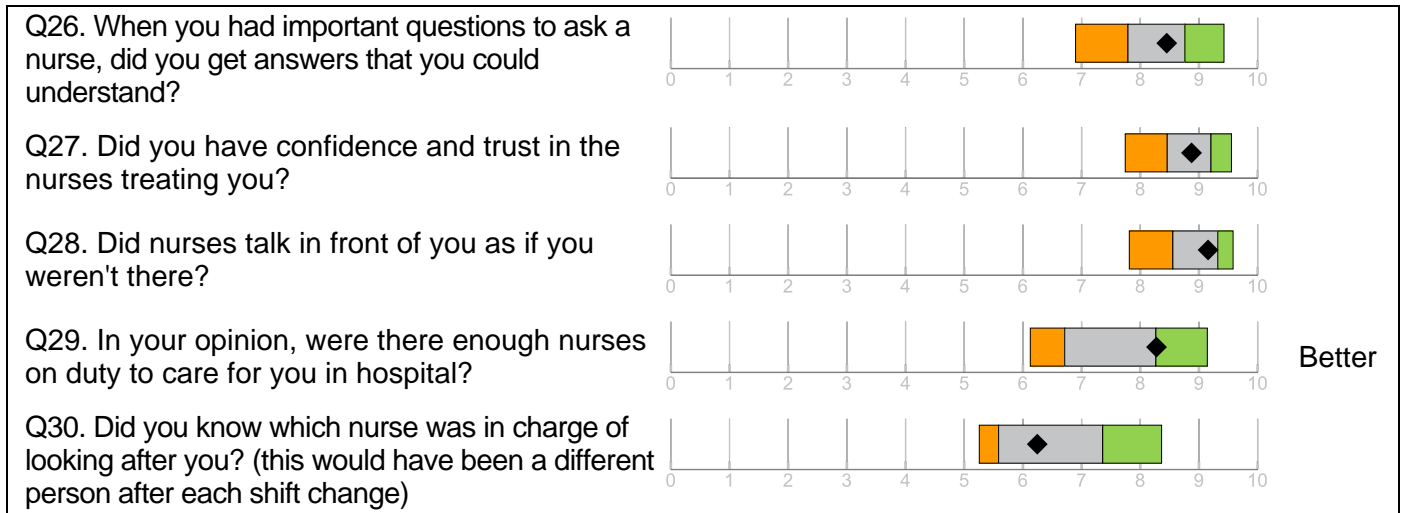 Q26. When you had important questions to ask a
nurse, did you get answers that you could
understand?
0 1 2 3 4 5 6 7 8 9 10
Q27. Did you have confidence and trust in the
nurses treating you?
0 1 2 3 4 5 6 7 8 9 10
Q28. Did nurses talk in front of you as if you
weren't there?
0 1 2 3 4 5 6 7 8 9 10
Q29. In your opinion, were there enough nurses
on duty to care for you in hospital?
0 1 2 3 4 5 6 7 8 9 10
Better
Q30. Did you know which nurse was in charge of
looking after you? (this would have been a different
person after each shift change)
0 1 2 3 4 5 6 7 8 9 10